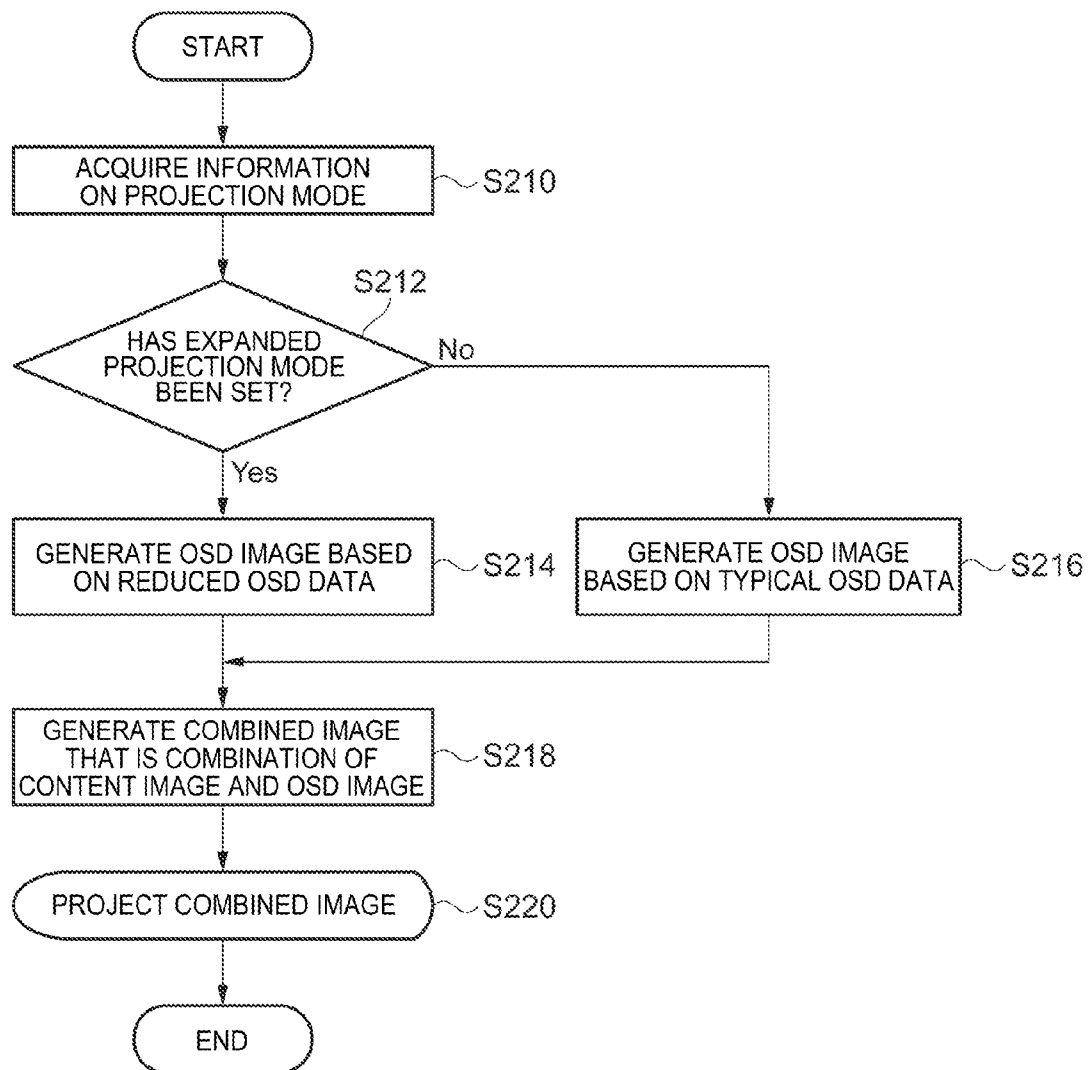 START
ACQUIRE INFORMATION
ON PROJECTION MODE
S210
S212
HAS EXPANDED
PROJECTION MODE
BEEN SET?
No
Yes
GENERATE OSD IMAGE BASED
ON REDUCED OSD DATA
S214
GENERATE OSD IMAGE
BASED ON TYPICAL OSD DATA
S216
GENERATE COMBINED IMAGE
THAT IS COMBINATION OF
CONTENT IMAGE AND OSD IMAGE
S218
PROJECT COMBINED IMAGE
S220
END